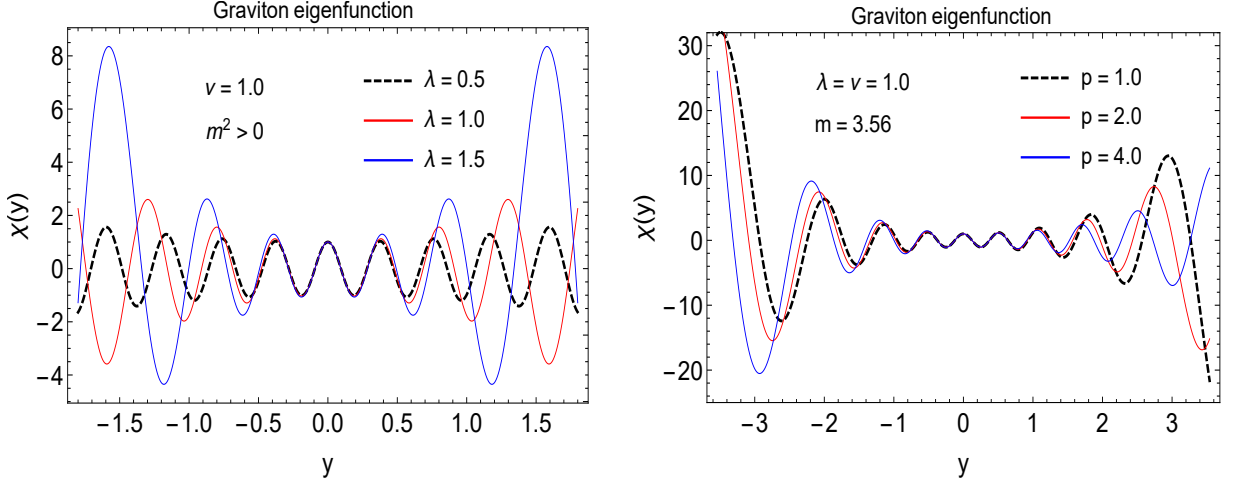 Graviton eigenfunction
χ(y)
8
6
4
2
0
−2
−4
v = 1.0
m² > 0
λ = 0.5
λ = 1.0
λ = 1.5
−1.5 −1.0 −0.5 0.0 0.5 1.0 1.5
y
Graviton eigenfunction
χ(y)
30
20
10
0
−10
−20
λ = v = 1.0
m = 3.56
p = 1.0
p = 2.0
p = 4.0
−3 −2 −1 0 1 2 3
y